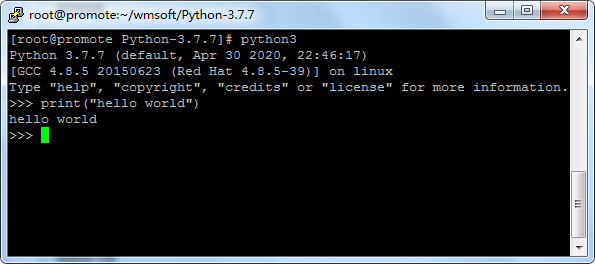 root@promote:~/wmsoft/Python-3.7.7
[root@promote Python-3.7.7]# python3
Python 3.7.7 (default, Apr 30 2020, 22:46:17)
[GCC 4.8.5 20150623 (Red Hat 4.8.5-39)] on linux
Type "help", "copyright", "credits" or "license" for more information.
>>> print("hello world")
hello world
>>>